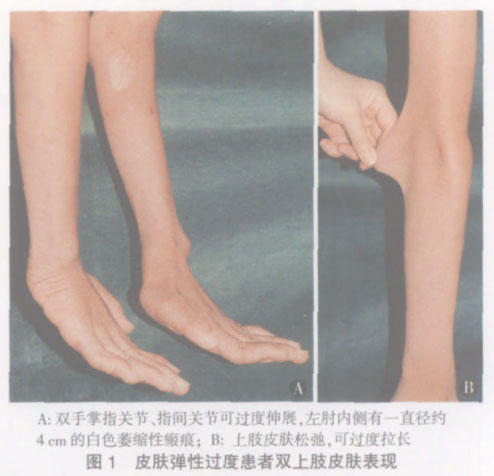 A
B
A: 双手掌指关节、指间关节可过度伸展,左肘内侧有一直径约
4 cm的白色萎缩性瘢痕; B: 上肢皮肤松弛,可过度拉长
图1 皮肤弹性过度患者双上肢皮肤表现